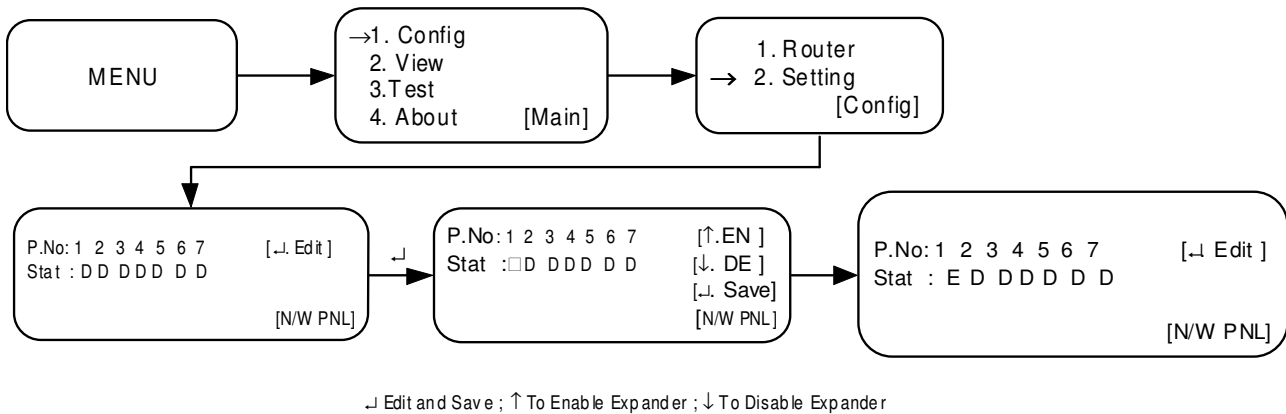 MENU
→1. Config
2. View
3.Test
4. About [Main]
1. Router
→ 2. Setting
[Config]
P.No: 1 2 3 4 5 6 7 [↵. Edit ]
Stat : D D D D D D D
[N/W PNL]
↵
P.No: 1 2 3 4 5 6 7 [↑.EN ]
Stat :□D D D D D D [↓. DE ]
[↵. Save]
[N/W PNL]
P.No: 1 2 3 4 5 6 7 [↵ Edit ]
Stat : E D D D D D D
[N/W PNL]
↵ Edit and Save ; ↑ To Enable Expander ; ↓ To Disable Expander